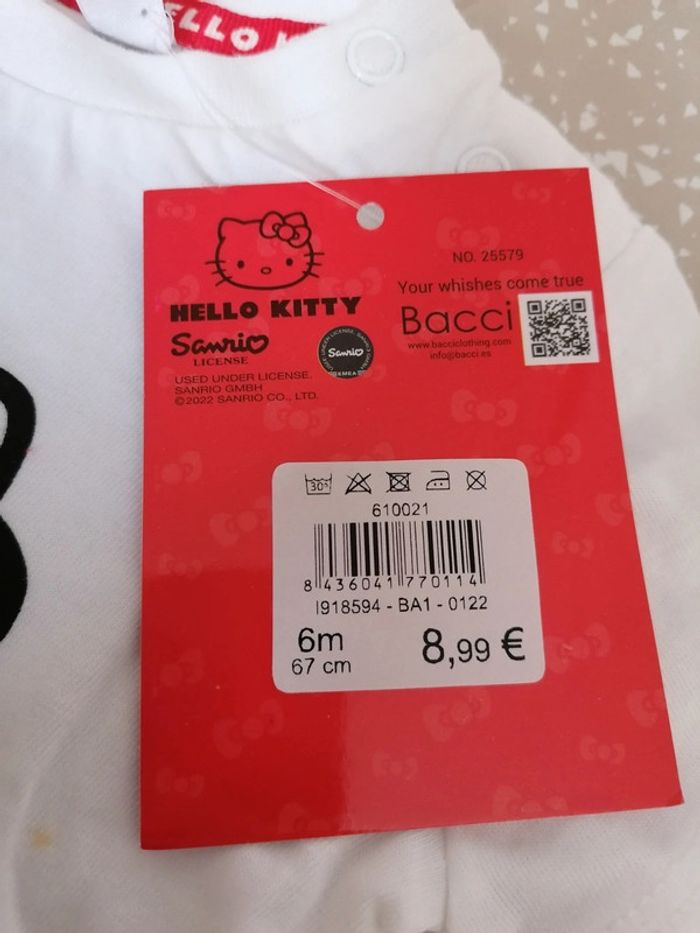 ELLO
HELLO KITTY
Sanrio
LICENSE
USED UNDER LICENSE.
SANRIO GMBH
©2022 SANRIO CO., LTD.
Sanrio
NO. 25579
Your whishes come true
Bacci
www.bacciclothing.com
info@bacci.es
30°
610021
8 436041 770114
I918594 - BA1 - 0122
6m
67 cm
8,99 €